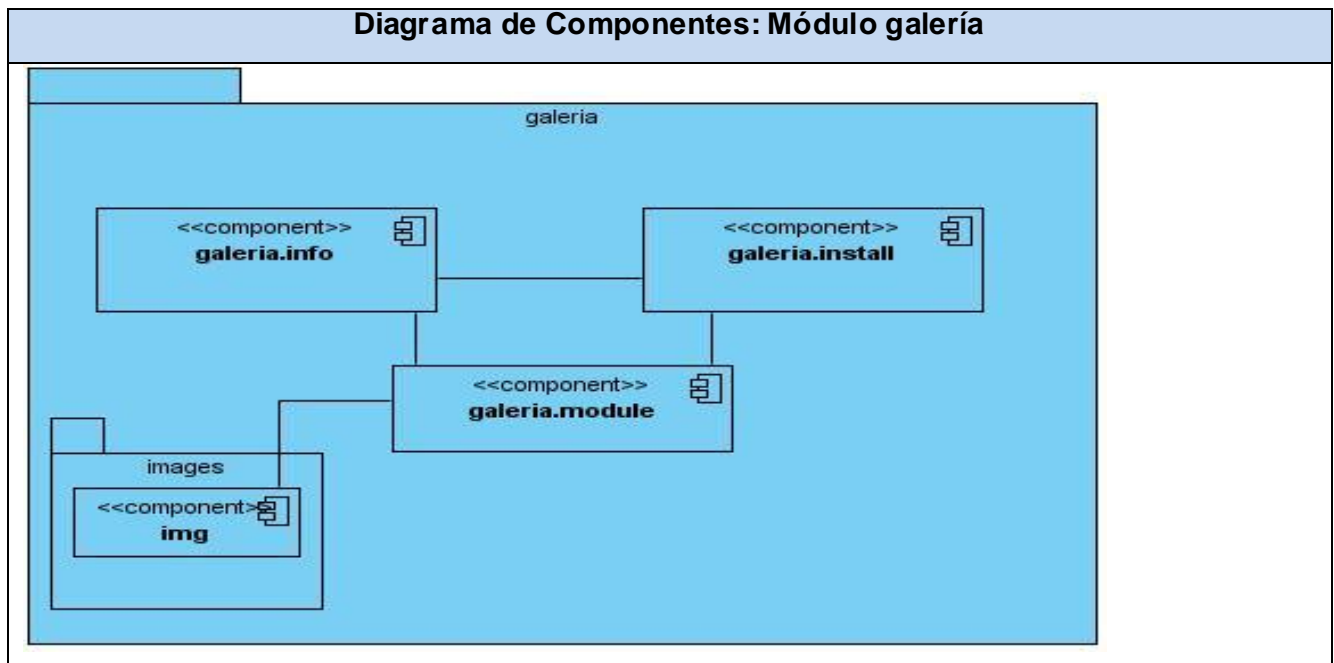 Diagrama de Componentes: Módulo galería
galeria
<<component>>
galeria.info
<<component>>
galeria.install
<<component>>
galeria.module
images
<<component>>
img